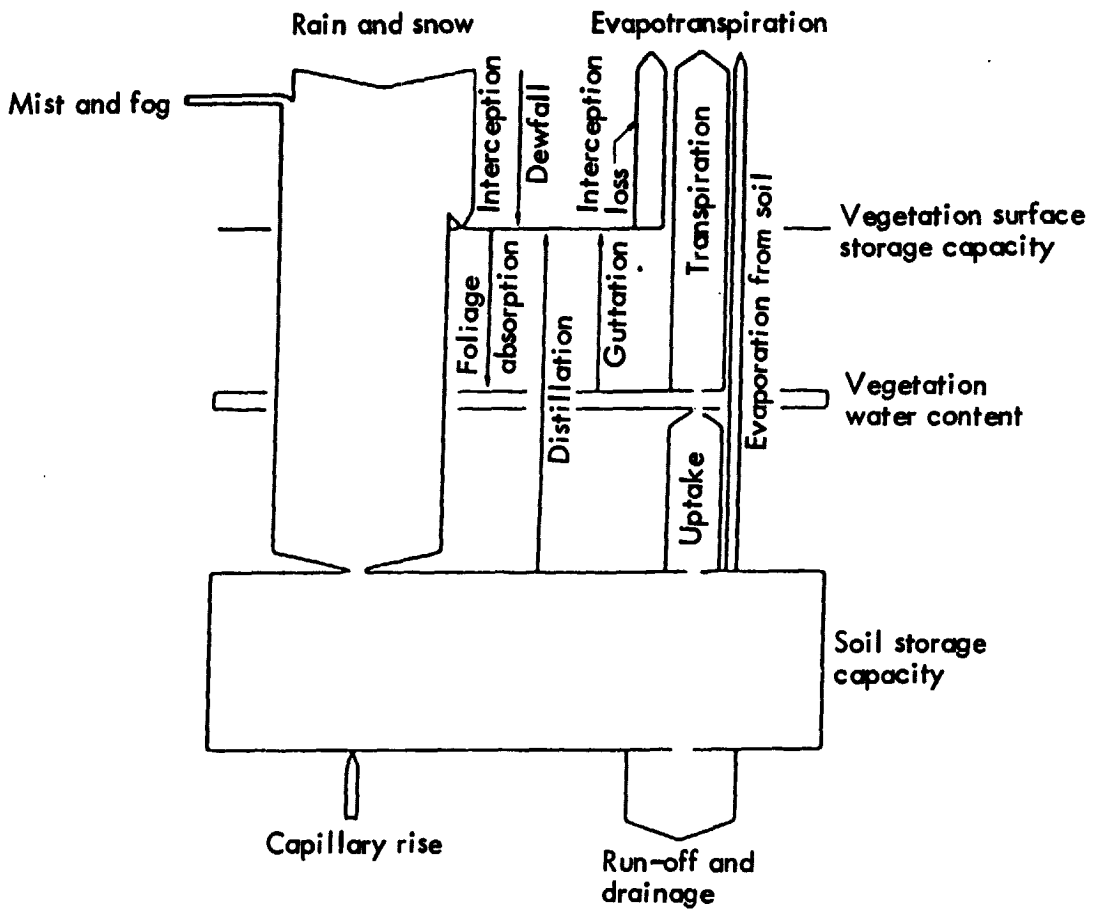 Rain and snow
Evapotranspiration
Mist and fog
Interception
Dewfall
Interception
loss
Transpiration
Evaporation from soil
Vegetation surface
storage capacity
Foliage
absorption
Distillation
Guttation
Vegetation
water content
Uptake
Soil storage
capacity
Capillary rise
Run-off and
drainage